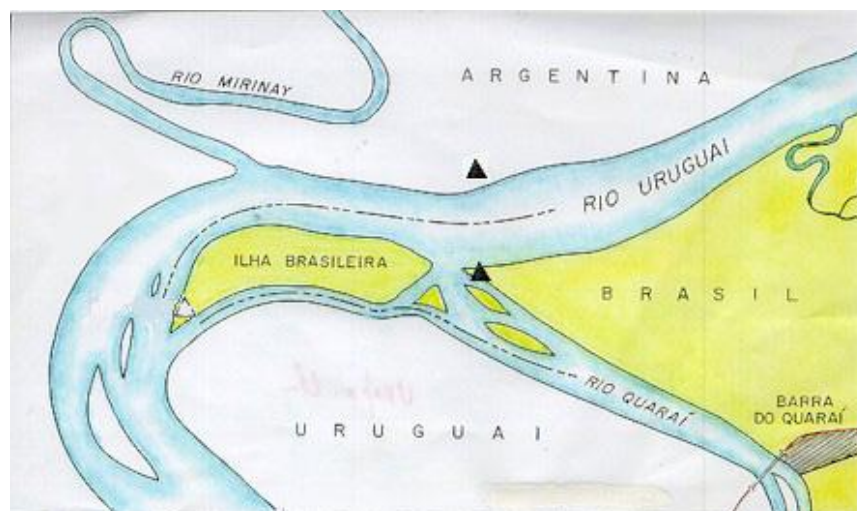 RIO MIRINAY
ARGENTINA
RIO URUGUAI
ILHA BRASILEIRA
BRASIL
RIO QUARAÍ
BARRA
DO QUARAÍ
URUGUAI